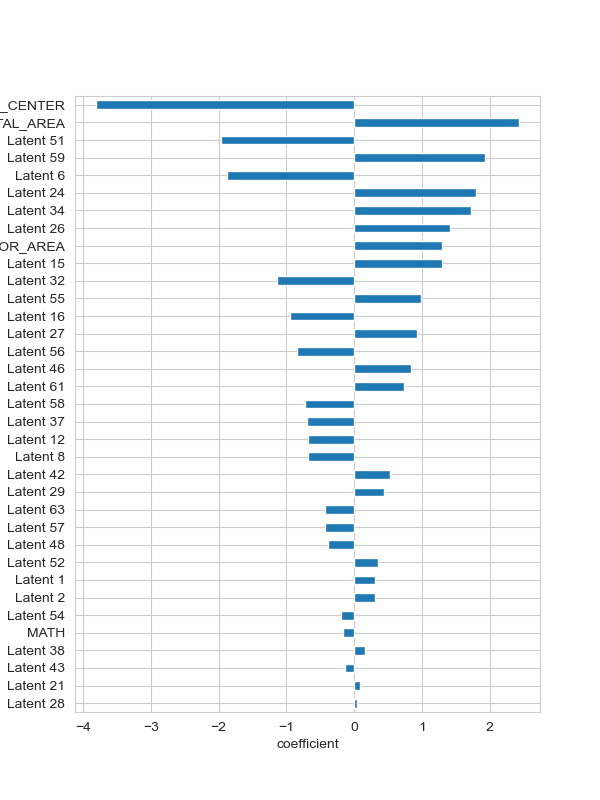 _CENTER
TAL_AREA
Latent 51
Latent 59
Latent 6
Latent 24
Latent 34
Latent 26
OR_AREA
Latent 15
Latent 32
Latent 55
Latent 16
Latent 27
Latent 56
Latent 46
Latent 61
Latent 58
Latent 37
Latent 12
Latent 8
Latent 42
Latent 29
Latent 63
Latent 57
Latent 48
Latent 52
Latent 1
Latent 2
Latent 54
MATH
Latent 38
Latent 43
Latent 21
Latent 28
−4 −3 −2 −1 0 1 2
coefficient